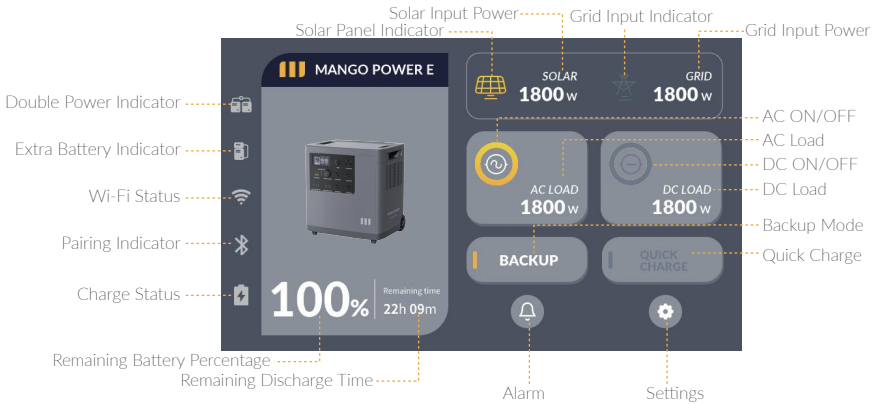 Solar Input Power
Grid Input Indicator
Solar Panel Indicator
Grid Input Power
MANGO POWER E
SOLAR
1800 W
GRID
1800 W
Double Power Indicator
Extra Battery Indicator
Wi-Fi Status
Pairing Indicator
Charge Status
AC ON/OFF
AC Load
DC ON/OFF
DC Load
AC LOAD
1800 W
DC LOAD
1800 W
Backup Mode
Quick Charge
BACKUP
QUICK
CHARGE
100%
Remaining time
22h 09m
Remaining Battery Percentage
Remaining Discharge Time
Alarm
Settings